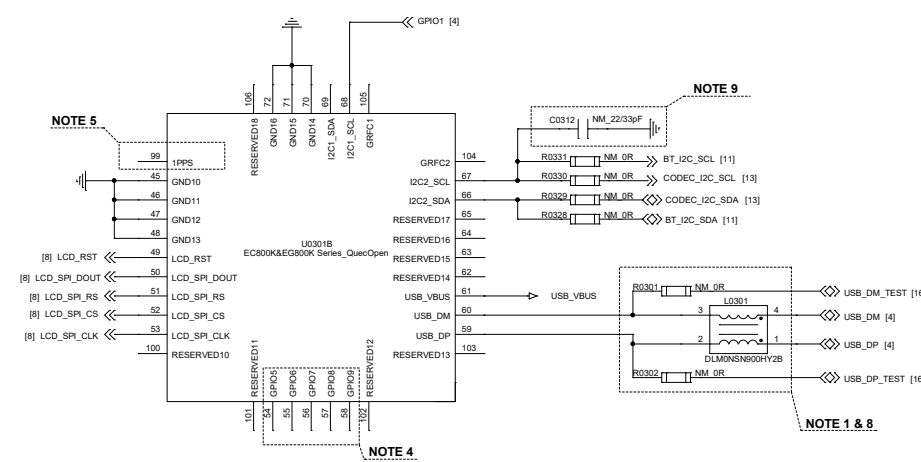 GPIO1 [4]
NOTE 9
C0312 NM_22/33pF
NOTE 5
106 72 71 70 69 68 105
RESERVED18 GND16 GND15 GND14 I2C1_SDA I2C1_SCL GRFC1
99 1PPS
45 GND10
46 GND11
47 GND12
48 GND13
[8] LCD_RST 49 LCD_RST
[8] LCD_SPI_DOUT 50 LCD_SPI_DOUT
[8] LCD_SPI_RS 51 LCD_SPI_RS
[8] LCD_SPI_CS 52 LCD_SPI_CS
[8] LCD_SPI_CLK 53 LCD_SPI_CLK
100 RESERVED10
U0301B
EC800K&EG800K Series_QuecOpen
GRFC2 104
I2C2_SCL 67
I2C2_SDA 66
RESERVED17 65
RESERVED16 64
RESERVED15 63
RESERVED14 62
USB_VBUS 61 USB_VBUS
USB_DM 60
USB_DP 59
RESERVED13 103
R0331 NM_0R BT_I2C_SCL [11]
R0330 NM_0R CODEC_I2C_SCL [13]
R0329 NM_0R CODEC_I2C_SDA [13]
R0328 NM_0R BT_I2C_SDA [11]
R0301 NM_0R USB_DM_TEST [16
L0301
3 4 USB_DM [4]
2 1 USB_DP [4]
DLM0NSN900HY2B
R0302 NM_0R USB_DP_TEST [16
NOTE 1 & 8
RESERVED11 GPIO5 GPIO6 GPIO7 GPIO8 GPIO9 RESERVED12
101 54 55 56 57 58 102
NOTE 4